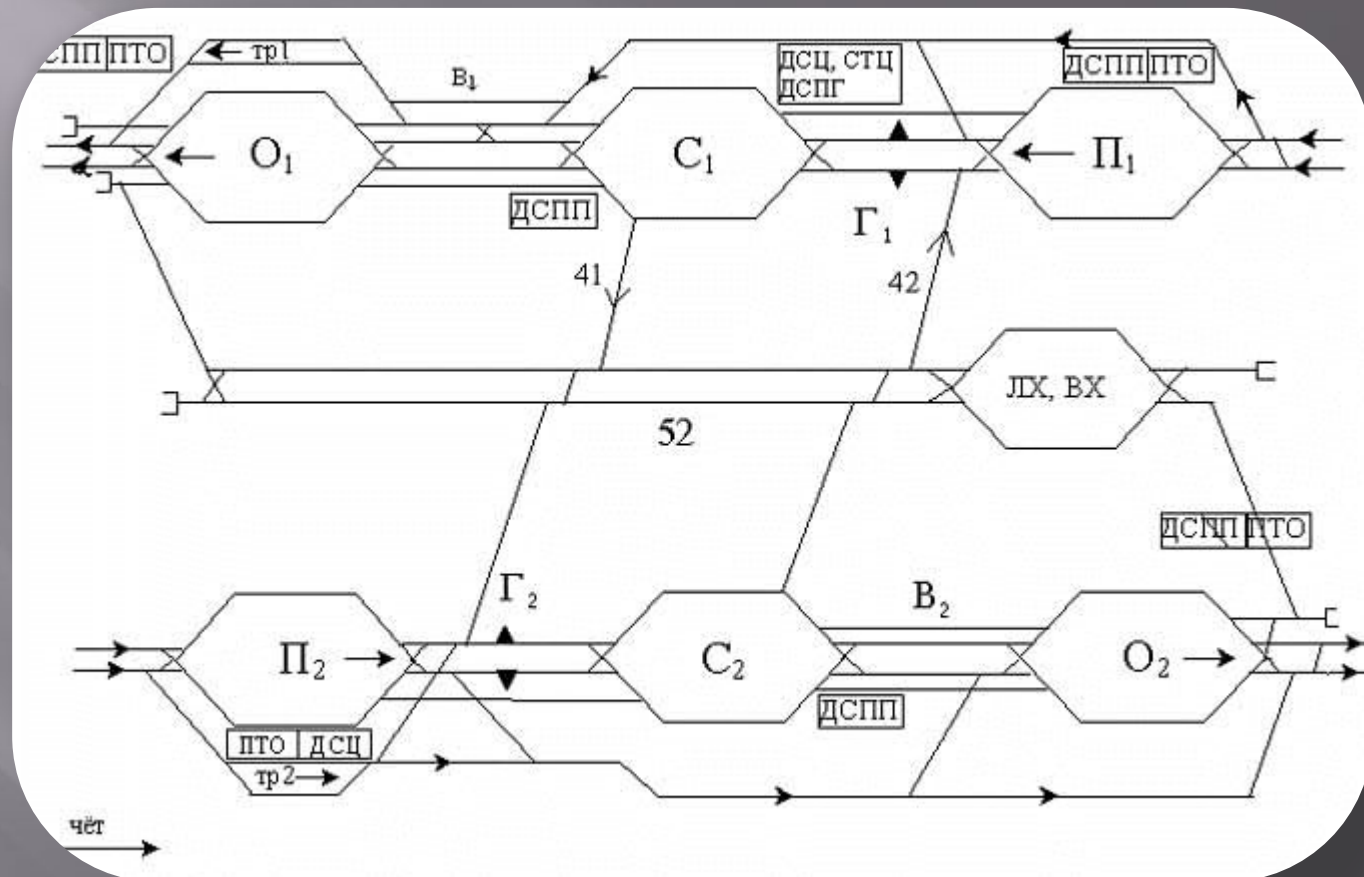 СПП ПТО
тр1
В₁
ДСЦ, СТЦ
ДСПГ
ДСПП ПТО
О₁
С₁
П₁
ДСПП
Г₁
41
42
ЛХ, ВХ
52
ДСПП ПТО
Г₂
В₂
П₂
С₂
О₂
ДСПП
ПТО ДСЦ
тр2
чёт